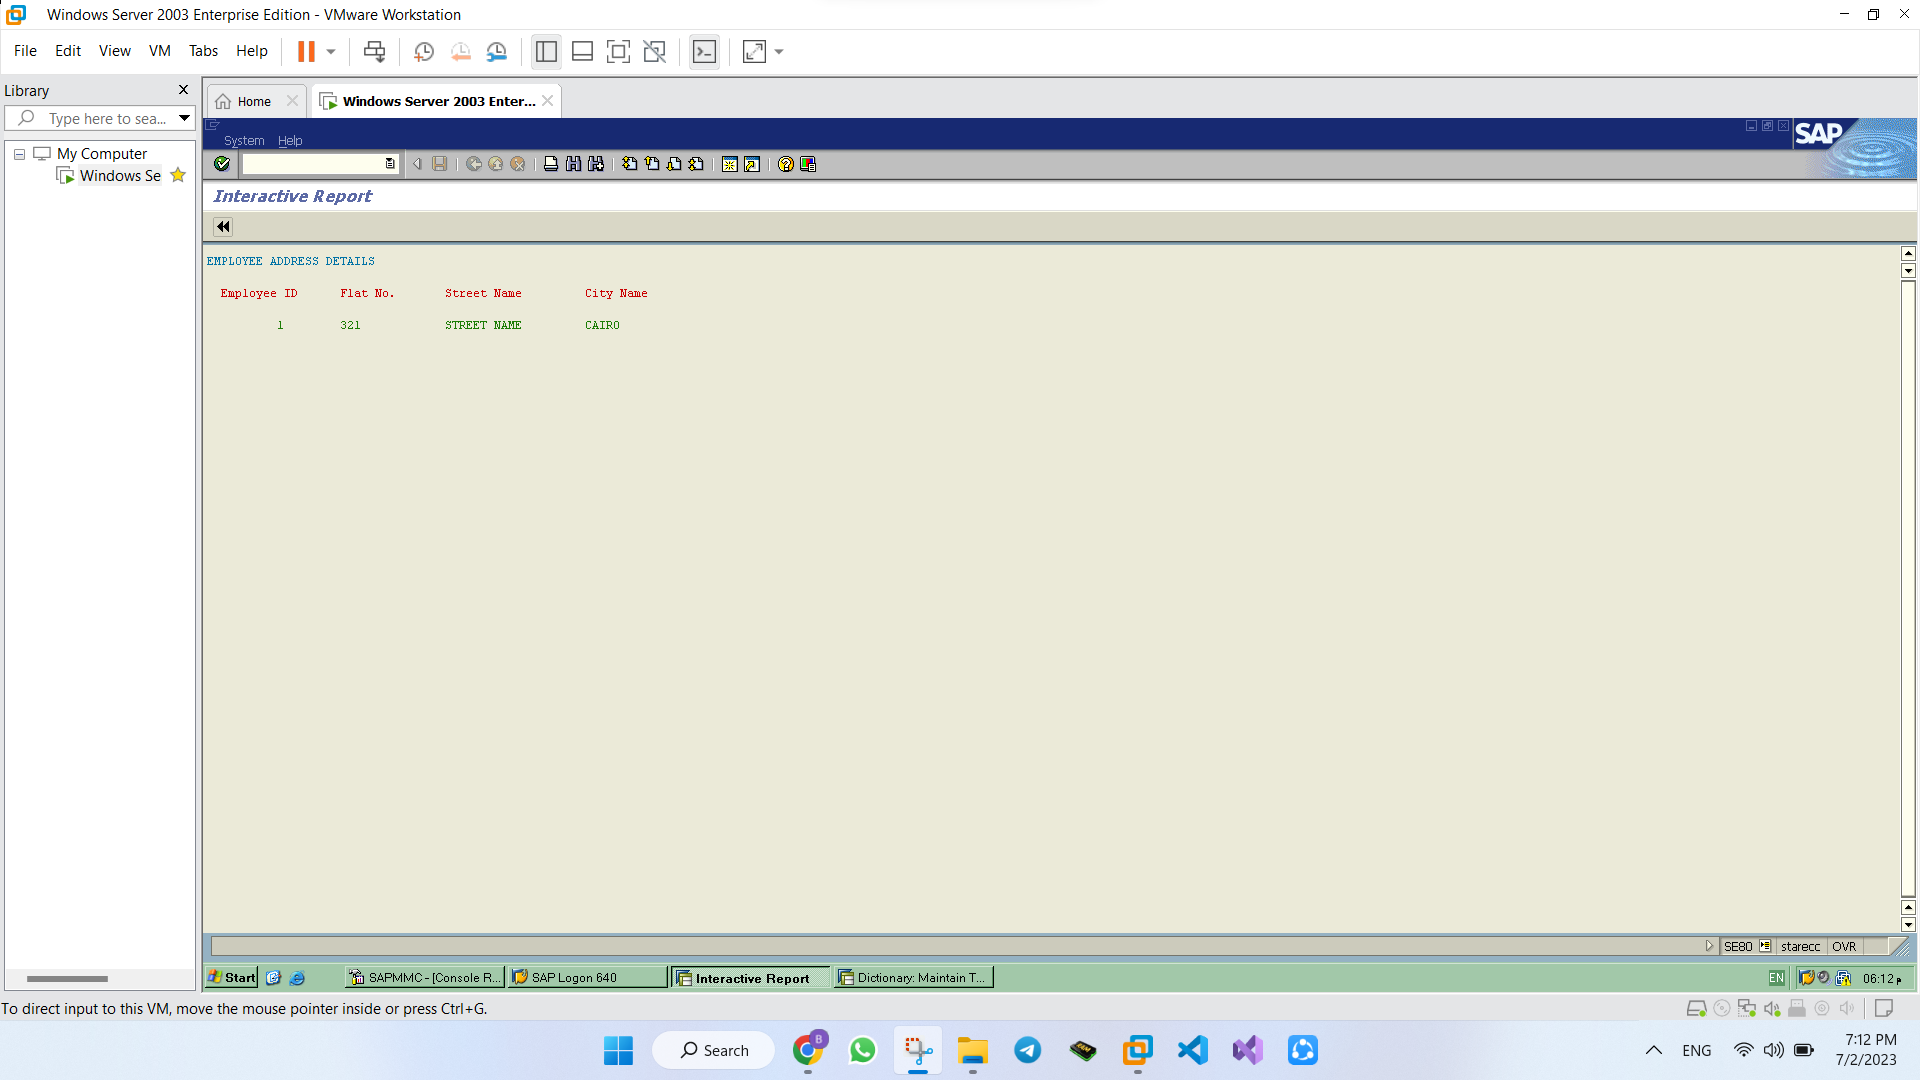 Windows Server 2003 Enterprise Edition - VMware Workstation
File Edit View VM Tabs Help
Library
Type here to sea...
My Computer
Windows Se
Home
Windows Server 2003 Enter...
System Help
SAP
Interactive Report
EMPLOYEE ADDRESS DETAILS
Employee ID Flat No. Street Name City Name
1 321 STREET NAME CAIRO
SE80 starecc OVR
Start SAPMMC - [Console R... SAP Logon 640 Interactive Report Dictionary: Maintain T... EN 06:12 م
To direct input to this VM, move the mouse pointer inside or press Ctrl+G.
Search
B
ENG
7:12 PM
7/2/2023